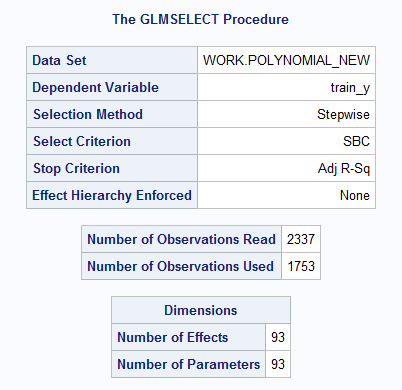 The GLMSELECT Procedure
Data Set WORK.POLYNOMIAL_NEW
Dependent Variable train_y
Selection Method Stepwise
Select Criterion SBC
Stop Criterion Adj R-Sq
Effect Hierarchy Enforced None
Number of Observations Read 2337
Number of Observations Used 1753
Dimensions
Number of Effects 93
Number of Parameters 93